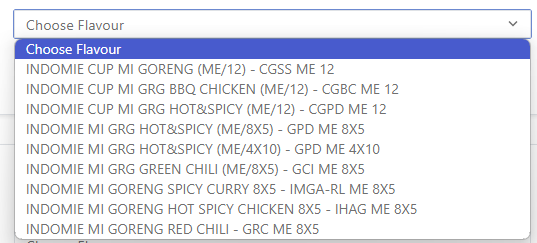 Choose Flavour
Choose Flavour
INDOMIE CUP MI GORENG (ME/12) - CGSS ME 12
INDOMIE CUP MI GRG BBQ CHICKEN (ME/12) - CGBC ME 12
INDOMIE CUP MI GRG HOT&SPICY (ME/12) - CGPD ME 12
INDOMIE MI GRG HOT&SPICY (ME/8X5) - GPD ME 8X5
INDOMIE MI GRG HOT&SPICY (ME/4X10) - GPD ME 4X10
INDOMIE MI GRG GREEN CHILI (ME/8X5) - GCI ME 8X5
INDOMIE MI GORENG SPICY CURRY 8X5 - IMGA-RL ME 8X5
INDOMIE MI GORENG HOT SPICY CHICKEN 8X5 - IHAG ME 8X5
INDOMIE MI GORENG RED CHILI - GRC ME 8X5